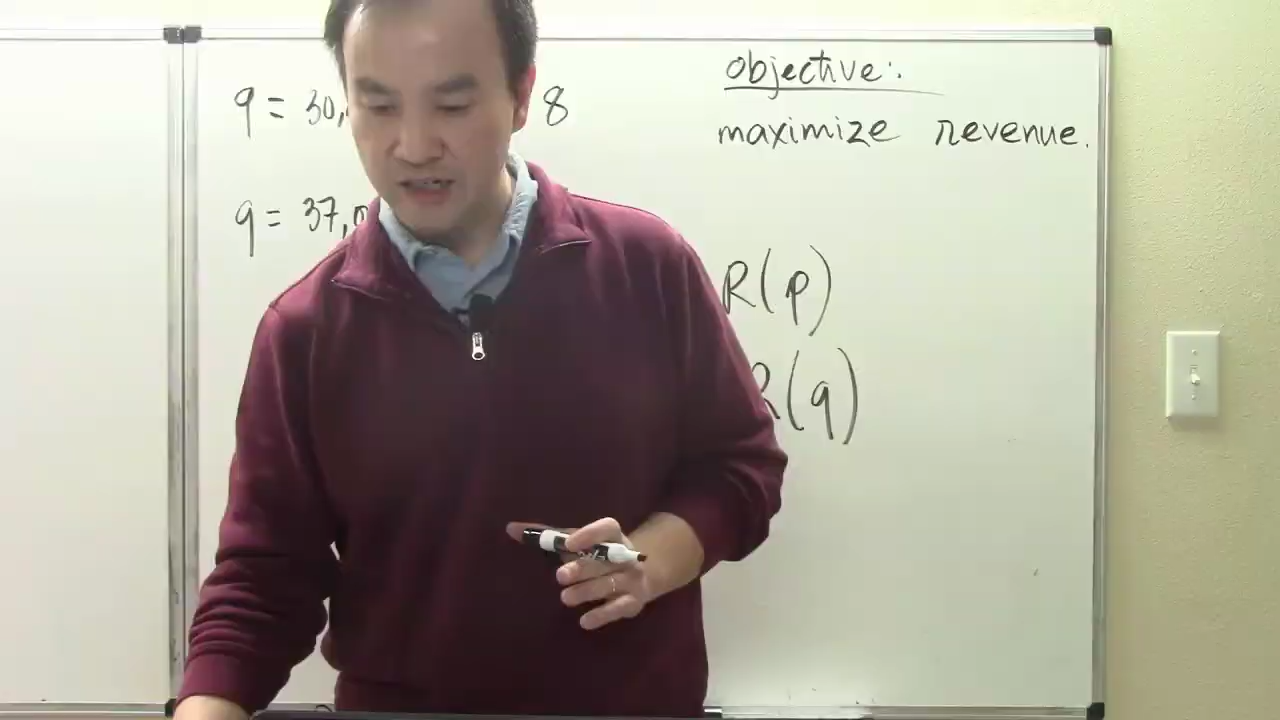 q = 30, 8
q = 37,0
objective:
maximize revenue.
R(p)
R(q)